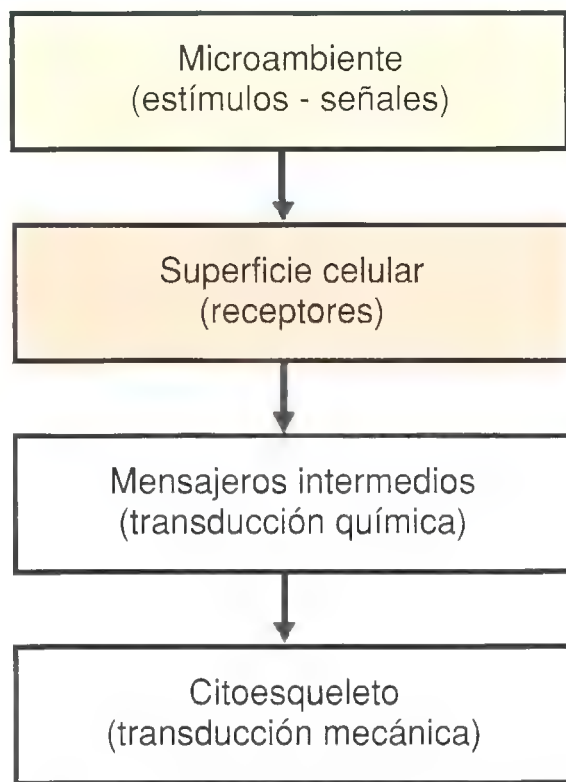 Microambiente
(estímulos - señales)
Superficie celular
(receptores)
Mensajeros intermedios
(transducción química)
Citoesqueleto
(transducción mecánica)